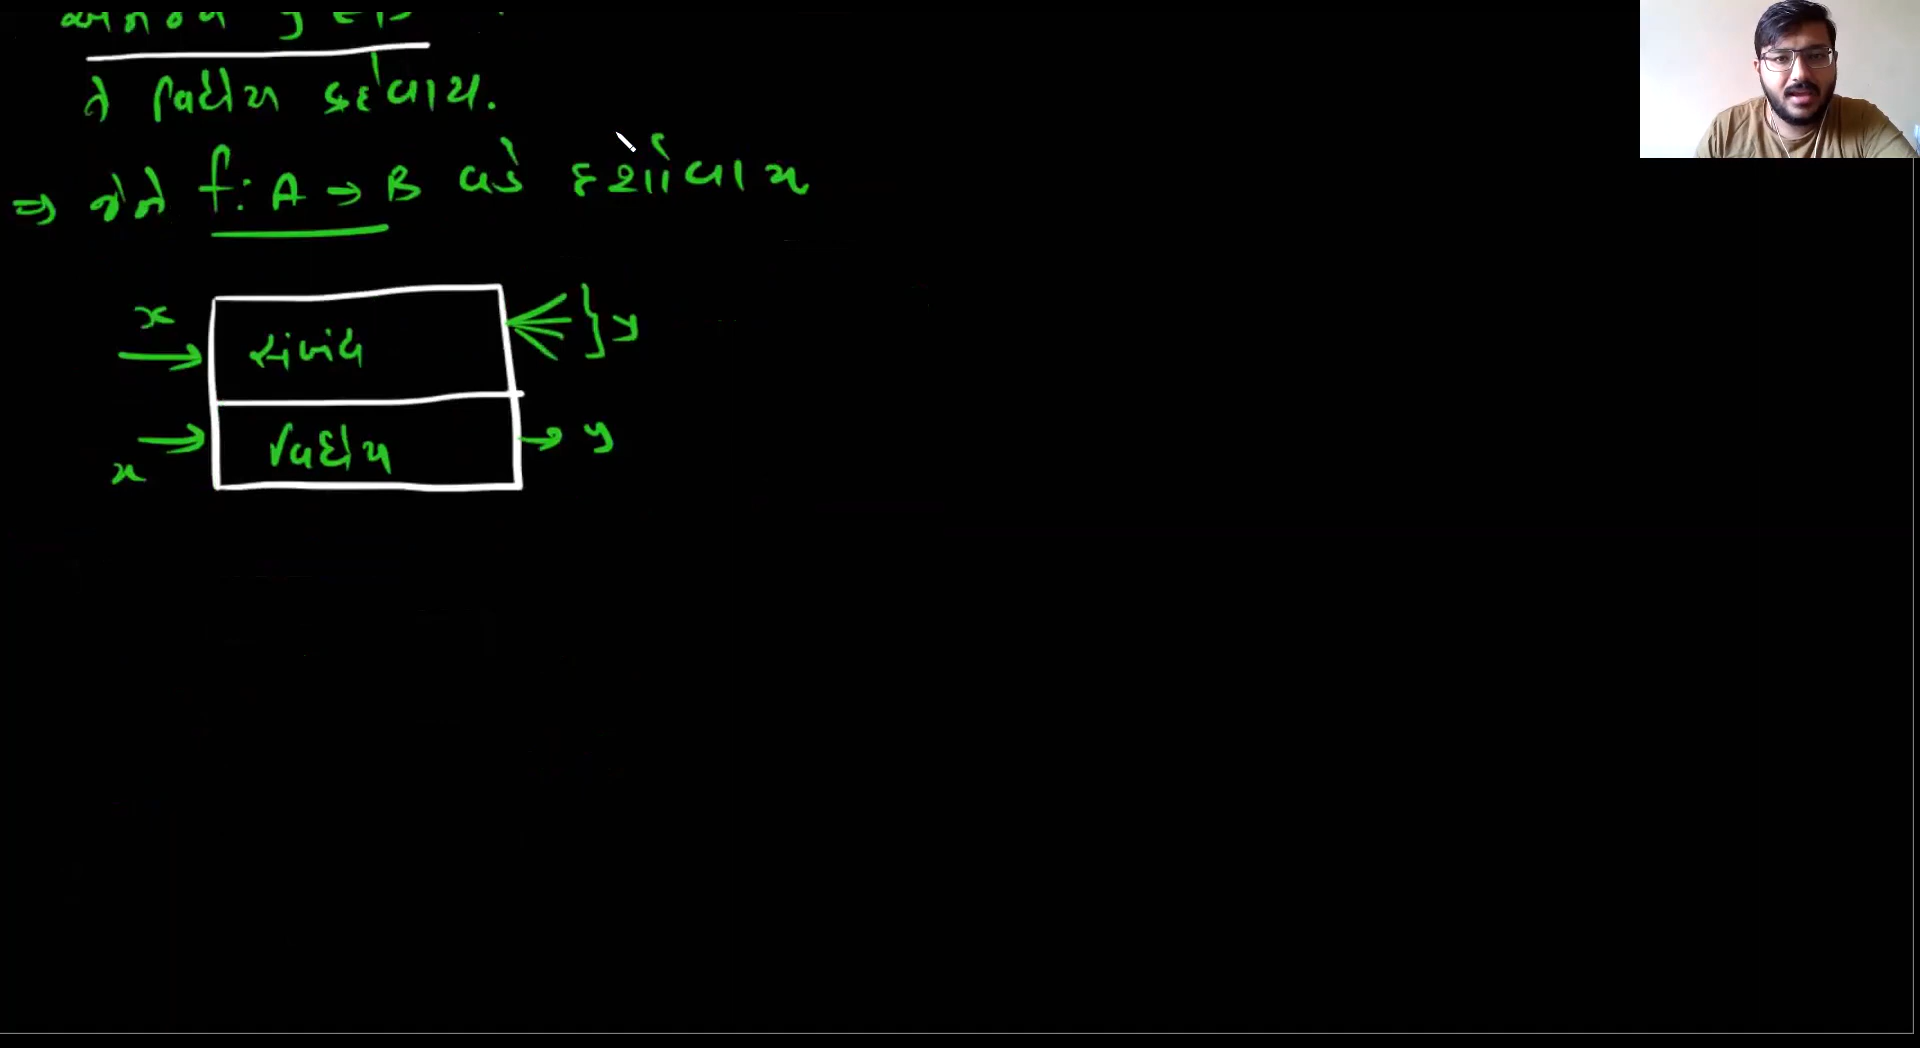 તે વિધેય કહેવાય.
⇒ જેને f: A → B વડે દર્શાવાય
x → સંબંધ } y
x → વિધેય → y